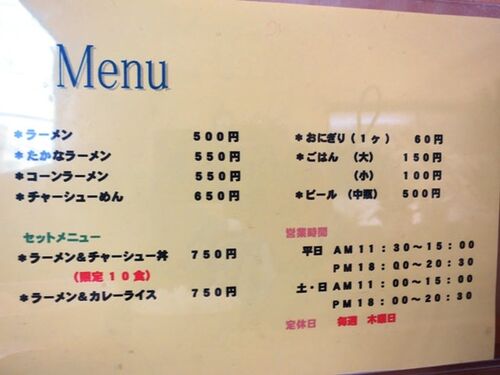 Menu
＊ラーメン 500円
＊たかなラーメン 550円
＊コーンラーメン 550円
＊チャーシューめん 650円
セットメニュー
＊ラーメン＆チャーシュー丼 750円
（限定10食）
＊ラーメン＆カレーライス 750円
＊おにぎり（1ヶ） 60円
＊ごはん （大） 150円
（小） 100円
＊ビール （中瓶） 500円
営業時間
平日 AM11：30～15：00
PM18：00～20：30
土・日 AM11：00～15：00
PM18：00～20：30
定休日 毎週 木曜日